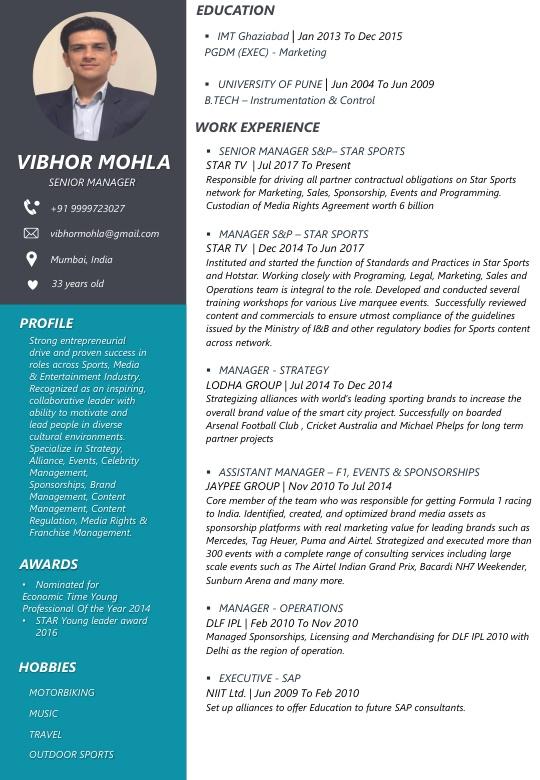 VIBHOR MOHLA
SENIOR MANAGER
+91 9999723027
vibhormohla@gmail.com
Mumbai, India
33 years old
PROFILE
Strong entrepreneurial
drive and proven success in
roles across Sports, Media
& Entertainment Industry.
Recognized as an inspiring,
collaborative leader with
ability to motivate and
lead people in diverse
cultural environments.
Specialize in Strategy,
Alliance, Events, Celebrity
Management,
Sponsorships, Brand
Management, Content
Management, Content
Regulation, Media Rights &
Franchise Management.
AWARDS
• Nominated for
Economic Time Young
Professional Of the Year 2014
• STAR Young leader award
2016
HOBBIES
MOTORBIKING
MUSIC
TRAVEL
OUTDOOR SPORTS
EDUCATION
▪ IMT Ghaziabad | Jan 2013 To Dec 2015
PGDM (EXEC) - Marketing
▪ UNIVERSITY OF PUNE | Jun 2004 To Jun 2009
B.TECH – Instrumentation & Control
WORK EXPERIENCE
▪ SENIOR MANAGER S&P– STAR SPORTS
STAR TV | Jul 2017 To Present
Responsible for driving all partner contractual obligations on Star Sports
network for Marketing, Sales, Sponsorship, Events and Programming.
Custodian of Media Rights Agreement worth 6 billion
▪ MANAGER S&P – STAR SPORTS
STAR TV | Dec 2014 To Jun 2017
Instituted and started the function of Standards and Practices in Star Sports
and Hotstar. Working closely with Programing, Legal, Marketing, Sales and
Operations team is integral to the role. Developed and conducted several
training workshops for various Live marquee events. Successfully reviewed
content and commercials to ensure utmost compliance of the guidelines
issued by the Ministry of I&B and other regulatory bodies for Sports content
across network.
▪ MANAGER - STRATEGY
LODHA GROUP | Jul 2014 To Dec 2014
Strategizing alliances with world's leading sporting brands to increase the
overall brand value of the smart city project. Successfully on boarded
Arsenal Football Club , Cricket Australia and Michael Phelps for long term
partner projects
▪ ASSISTANT MANAGER – F1, EVENTS & SPONSORSHIPS
JAYPEE GROUP | Nov 2010 To Jul 2014
Core member of the team who was responsible for getting Formula 1 racing
to India. Identified, created, and optimized brand media assets as
sponsorship platforms with real marketing value for leading brands such as
Mercedes, Tag Heuer, Puma and Airtel. Strategized and executed more than
300 events with a complete range of consulting services including large
scale events such as The Airtel Indian Grand Prix, Bacardi NH7 Weekender,
Sunburn Arena and many more.
▪ MANAGER - OPERATIONS
DLF IPL | Feb 2010 To Nov 2010
Managed Sponsorships, Licensing and Merchandising for DLF IPL 2010 with
Delhi as the region of operation.
▪ EXECUTIVE - SAP
NIIT Ltd. | Jun 2009 To Feb 2010
Set up alliances to offer Education to future SAP consultants.